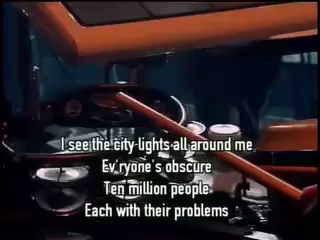 I see the city lights all around me
Ev'ryone's obscure
Ten million people
Each with their problems